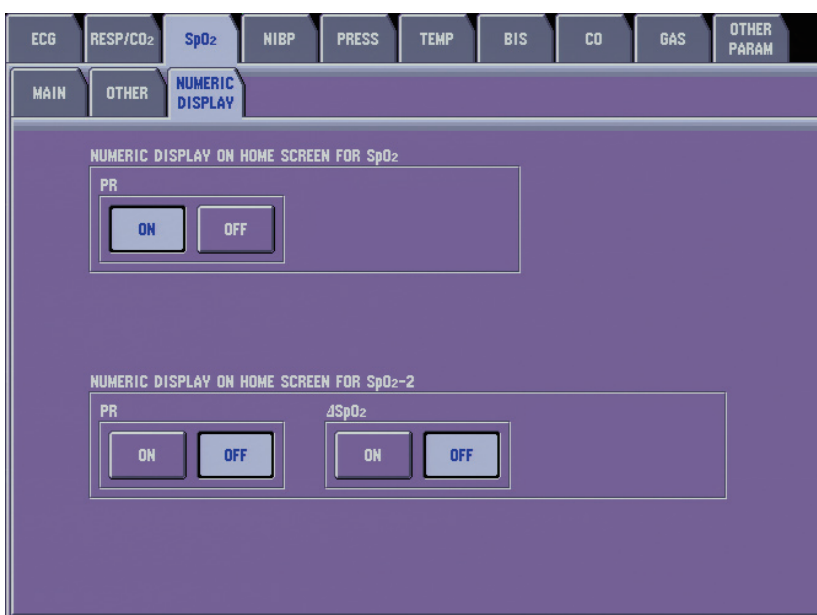 ECG RESP/CO₂ SpO₂ NIBP PRESS TEMP BIS CO GAS OTHER PARAM
MAIN OTHER NUMERIC DISPLAY
NUMERIC DISPLAY ON HOME SCREEN FOR SpO₂
PR
ON OFF
NUMERIC DISPLAY ON HOME SCREEN FOR SpO₂-2
PR ΔSpO₂
ON OFF ON OFF